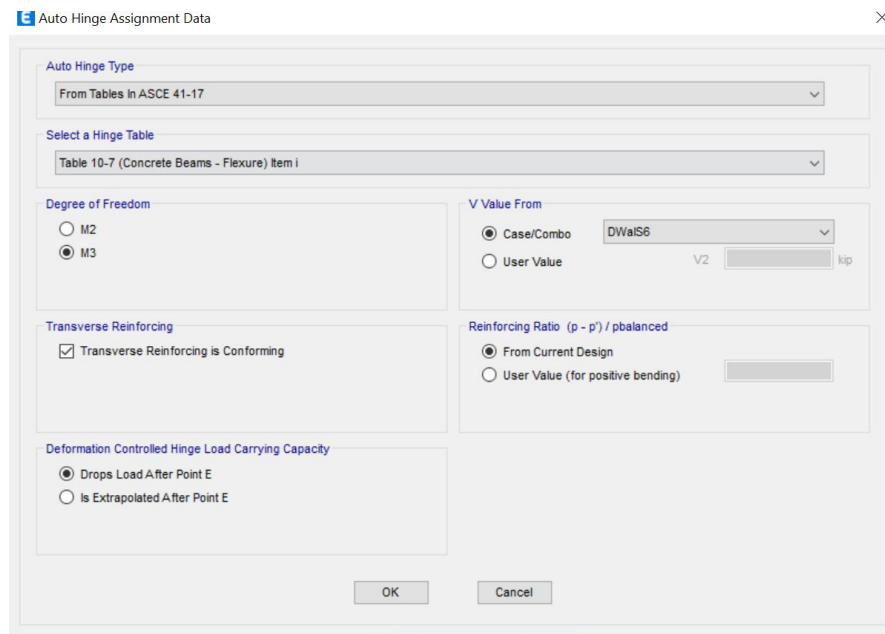 E Auto Hinge Assignment Data
Auto Hinge Type
From Tables In ASCE 41-17
Select a Hinge Table
Table 10-7 (Concrete Beams - Flexure) Item i
Degree of Freedom
M2
M3
V Value From
Case/Combo DWalS6
User Value V2 kip
Transverse Reinforcing
Transverse Reinforcing is Conforming
Reinforcing Ratio (p - p') / pbalanced
From Current Design
User Value (for positive bending)
Deformation Controlled Hinge Load Carrying Capacity
Drops Load After Point E
Is Extrapolated After Point E
OK Cancel